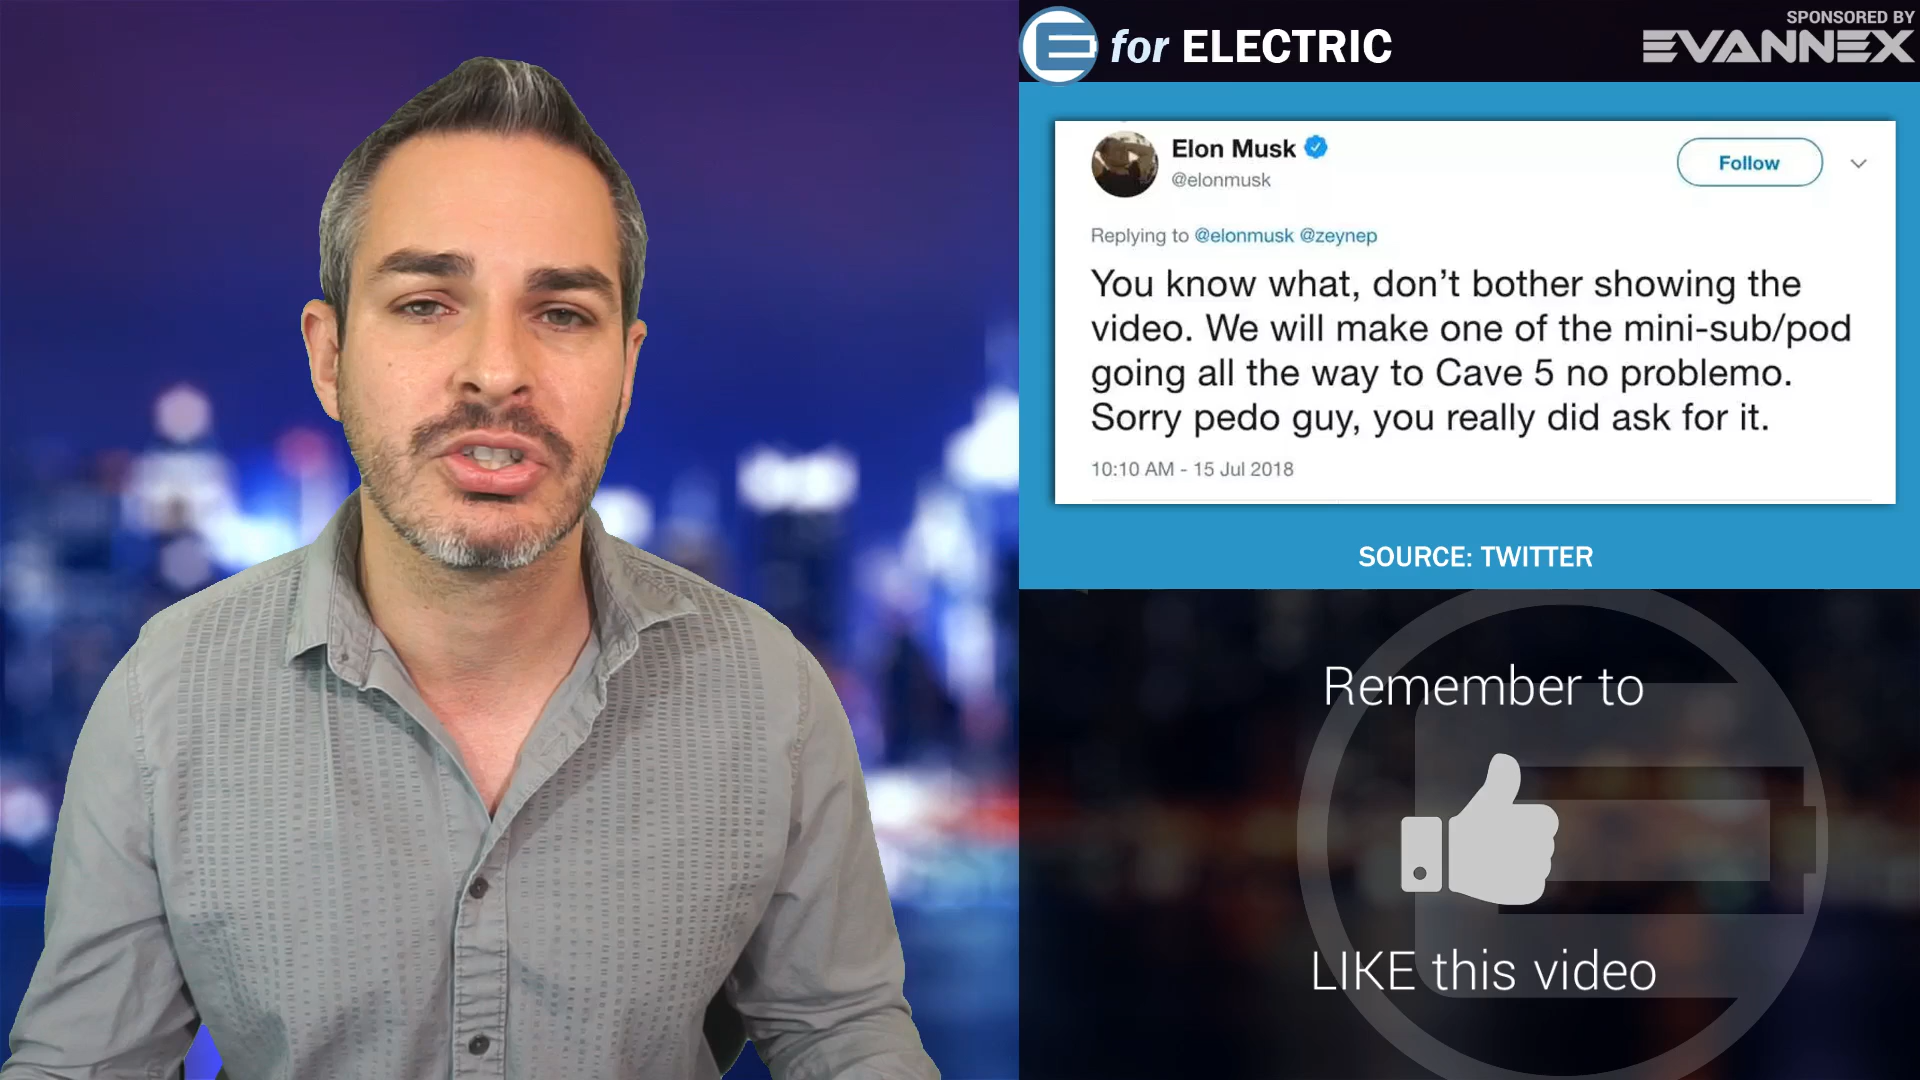 for ELECTRIC
SPONSORED BY
EVANNEX
Elon Musk
@elonmusk
Follow
Replying to @elonmusk @zeynep
You know what, don’t bother showing the
video. We will make one of the mini-sub/pod
going all the way to Cave 5 no problemo.
Sorry pedo guy, you really did ask for it.
10:10 AM - 15 Jul 2018
SOURCE: TWITTER
Remember to
LIKE this video